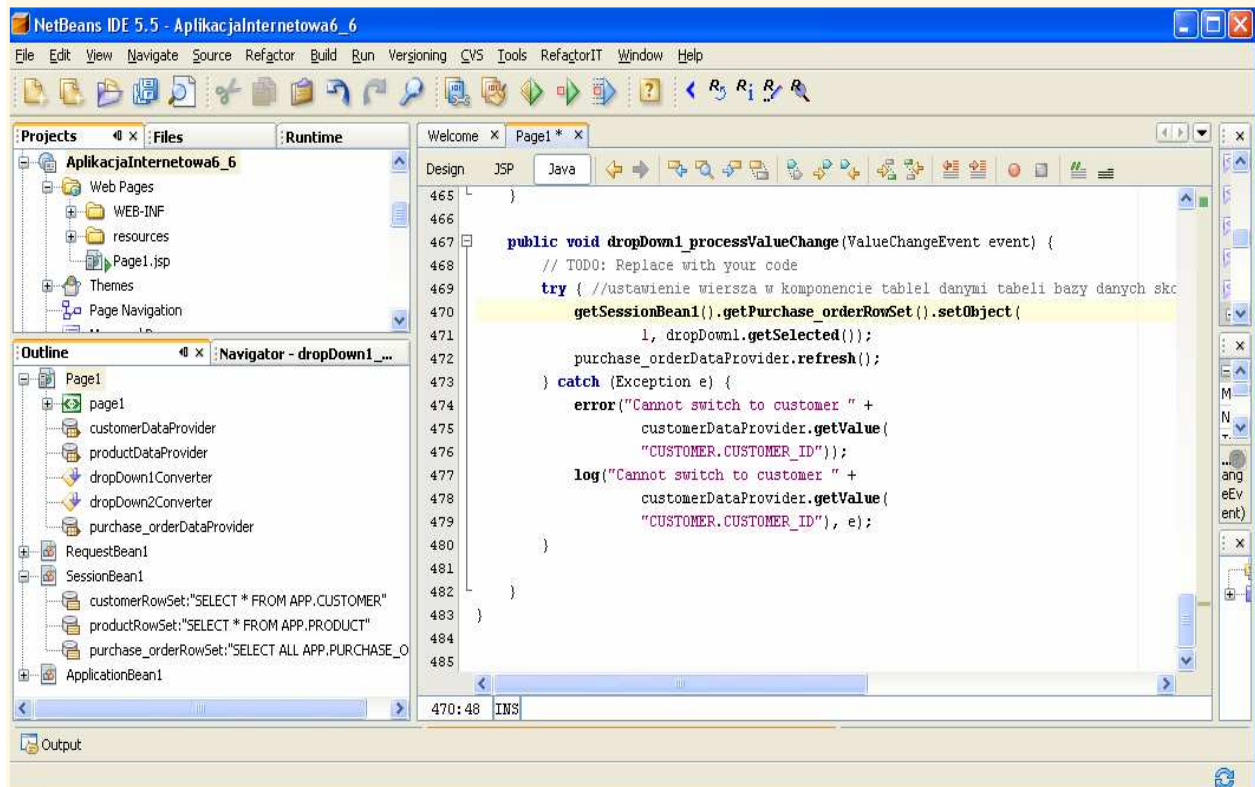 NetBeans IDE 5.5 - AplikacjaInternetowa6_6
File Edit View Navigate Source Refactor Build Run Versioning CVS Tools RefactorIT Window Help
Projects Files Runtime
AplikacjaInternetowa6_6
Web Pages
WEB-INF
resources
Page1.jsp
Themes
Page Navigation
Outline Navigator - dropDown1_...
Page1
page1
customerDataProvider
productDataProvider
dropDown1Converter
dropDown2Converter
purchase_orderDataProvider
RequestBean1
SessionBean1
customerRowSet:"SELECT * FROM APP.CUSTOMER"
productRowSet:"SELECT * FROM APP.PRODUCT"
purchase_orderRowSet:"SELECT ALL APP.PURCHASE_O
ApplicationBean1
Welcome Page1 *
Design JSP Java
465 }
466
467 public void dropDown1_processValueChange(ValueChangeEvent event) {
468 // TODO: Replace with your code
469 try { //ustawienie wiersza w komponencie table1 danymi tabeli bazy danych sko
470 getSessionBean1().getPurchase_orderRowSet().setObject(
471 1, dropDown1.getSelected());
472 purchase_orderDataProvider.refresh();
473 } catch (Exception e) {
474 error("Cannot switch to customer " +
475 customerDataProvider.getValue(
476 "CUSTOMER.CUSTOMER_ID"));
477 log("Cannot switch to customer " +
478 customerDataProvider.getValue(
479 "CUSTOMER.CUSTOMER_ID"), e);
480 }
481
482 }
483 }
484
485
470:48 INS
ang
eEv
ent)
Output